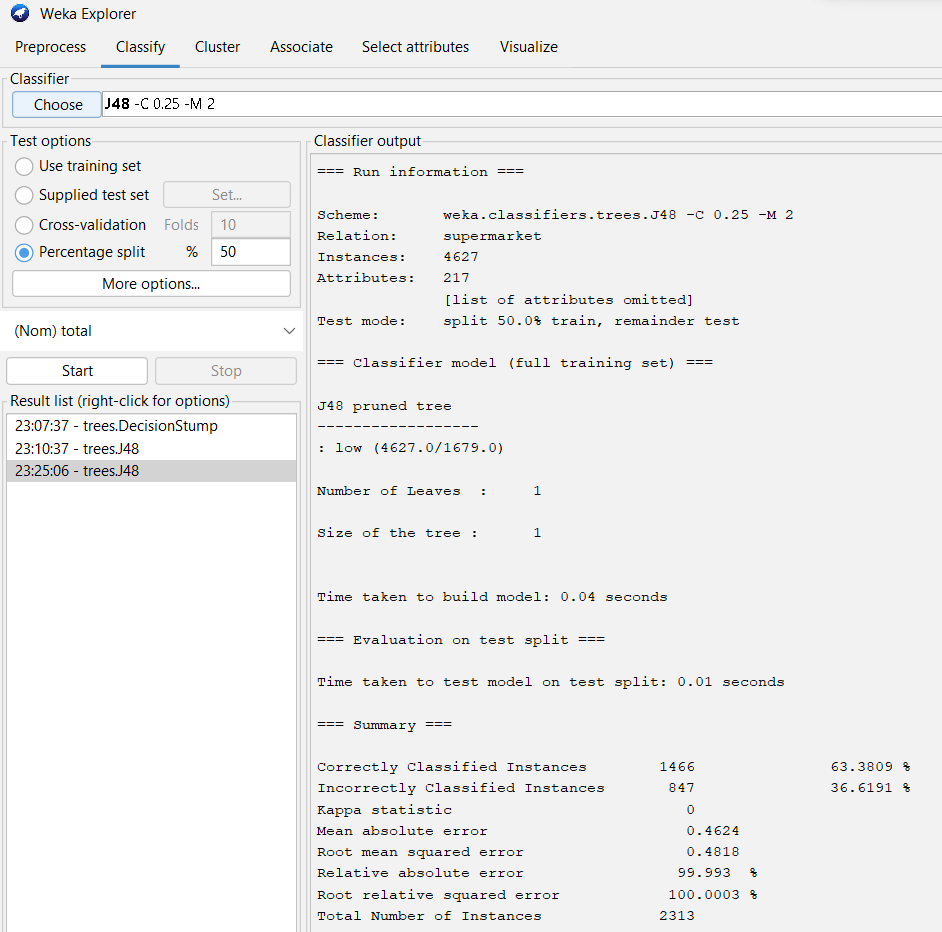 Weka Explorer
Preprocess Classify Cluster Associate Select attributes Visualize
Classifier
Choose J48 -C 0.25 -M 2
Test options
Use training set
Supplied test set Set...
Cross-validation Folds 10
Percentage split % 50
More options...
(Nom) total
Start Stop
Result list (right-click for options)
23:07:37 - trees.DecisionStump
23:10:37 - trees.J48
23:25:06 - trees.J48
Classifier output
=== Run information ===
Scheme: weka.classifiers.trees.J48 -C 0.25 -M 2
Relation: supermarket
Instances: 4627
Attributes: 217
[list of attributes omitted]
Test mode: split 50.0% train, remainder test
=== Classifier model (full training set) ===
J48 pruned tree
------------------
: low (4627.0/1679.0)
Number of Leaves : 1
Size of the tree : 1
Time taken to build model: 0.04 seconds
=== Evaluation on test split ===
Time taken to test model on test split: 0.01 seconds
=== Summary ===
Correctly Classified Instances 1466 63.3809 %
Incorrectly Classified Instances 847 36.6191 %
Kappa statistic 0
Mean absolute error 0.4624
Root mean squared error 0.4818
Relative absolute error 99.993 %
Root relative squared error 100.0003 %
Total Number of Instances 2313